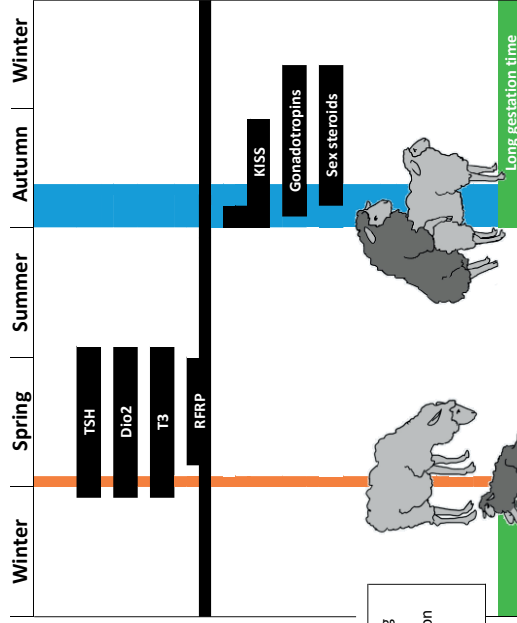 Winter
Spring
Summer
Autumn
Winter
TSH
Dio2
T3
RFRP
KISS
Gonadotropins
Sex steroids
Long gestation time